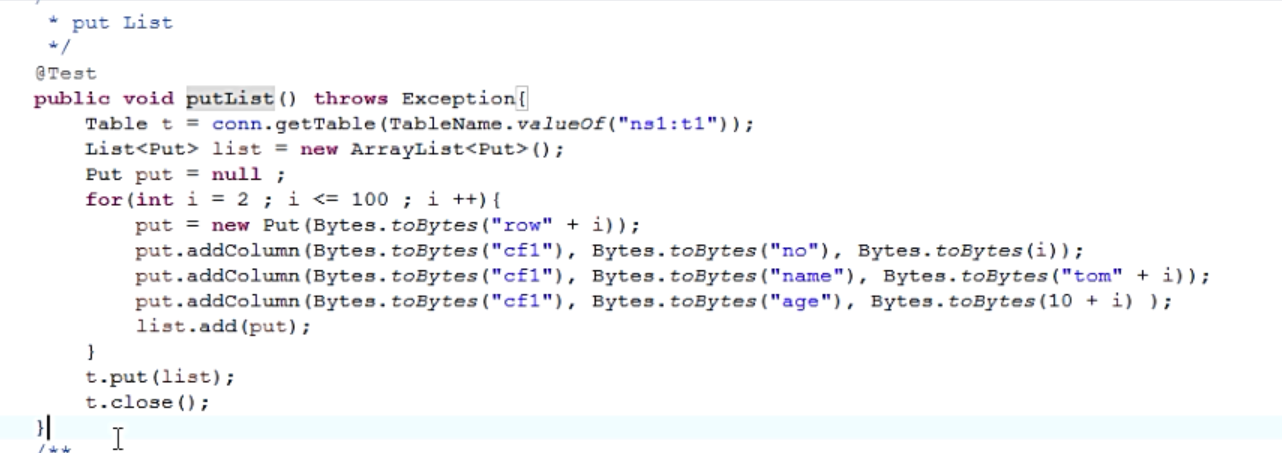 * put List
*/
@Test
public void putList() throws Exception{
Table t = conn.getTable(TableName.valueOf("ns1:t1"));
List<Put> list = new ArrayList<Put>();
Put put = null ;
for(int i = 2 ; i <= 100 ; i ++){
put = new Put(Bytes.toBytes("row" + i));
put.addColumn(Bytes.toBytes("cf1"), Bytes.toBytes("no"), Bytes.toBytes(i));
put.addColumn(Bytes.toBytes("cf1"), Bytes.toBytes("name"), Bytes.toBytes("tom" + i));
put.addColumn(Bytes.toBytes("cf1"), Bytes.toBytes("age"), Bytes.toBytes(10 + i) );
list.add(put);
}
t.put(list);
t.close();
}
/**